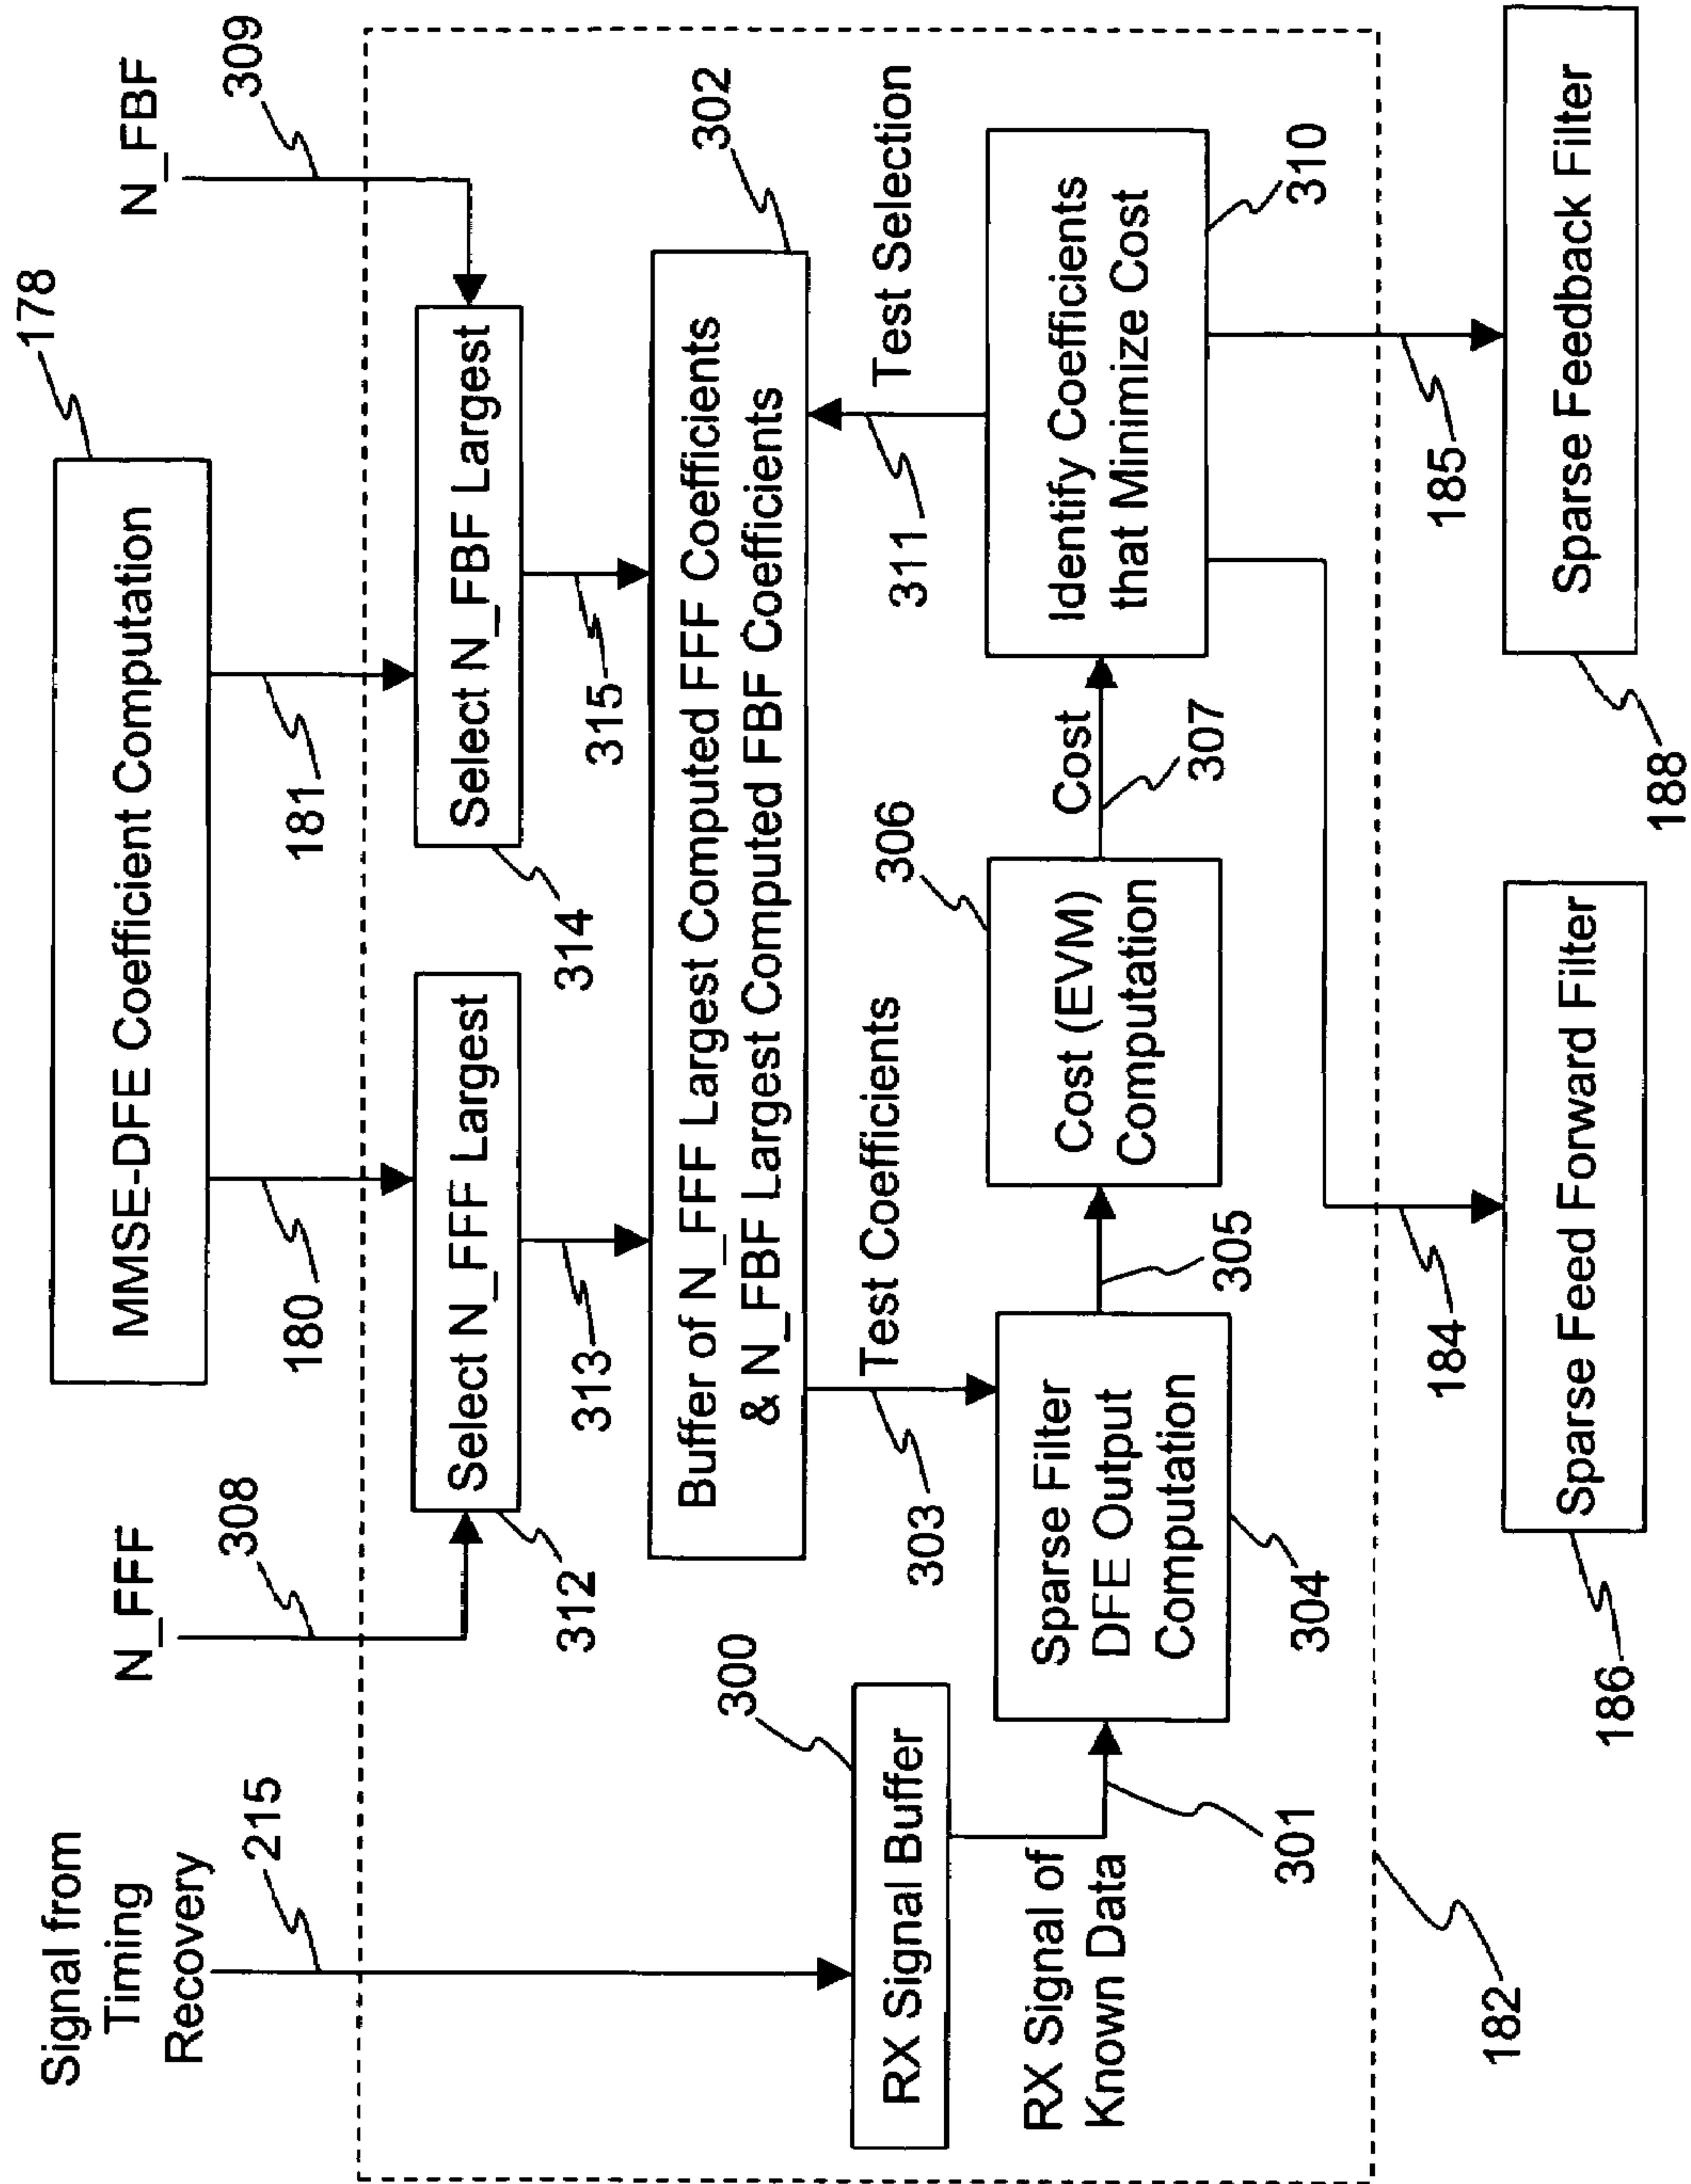 Signal from
Timing
Recovery
215
N_FFF
308
MMSE-DFE Coefficient Computation
178
N_FBF
309
180
181
Select N_FFF Largest
312
Select N_FBF Largest
314
313
315
Buffer of N_FFF Largest Computed FFF Coefficients
& N_FBF Largest Computed FBF Coefficients
302
RX Signal Buffer
300
RX Signal of
Known Data
301
303
Test Coefficients
Sparse Filter
DFE Output
Computation
304
305
Cost (EVM)
Computation
306
Cost
307
311
Test Selection
Identify Coefficients
that Minimize Cost
310
182
184
185
Sparse Feed Forward Filter
186
Sparse Feedback Filter
188